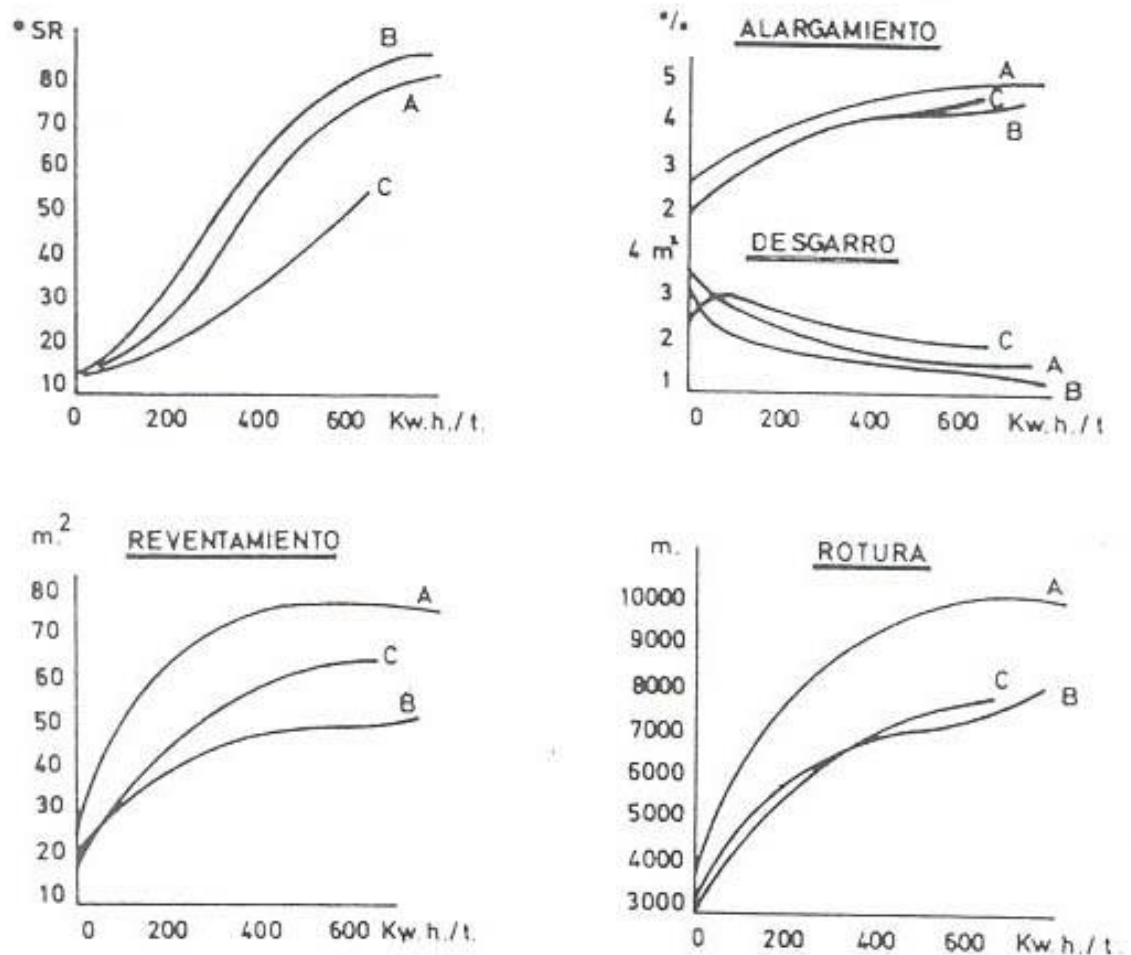 °SR
80
70
60
50
40
30
20
10
B
A
C
0 200 400 600 Kw.h./t.
°/.
ALARGAMIENTO
5
4
3
2
A
C
B
4 m²
DESGARRO
3
2
1
C
A
B
0 200 400 600 Kw.h./t
m.²
REVENTAMIENTO
80
70
60
50
40
30
20
10
A
C
B
0 200 400 600 Kw.h./t.
m.
ROTURA
10000
9000
8000
7000
6000
5000
4000
3000
A
C
B
0 200 400 600 Kw.h./t.